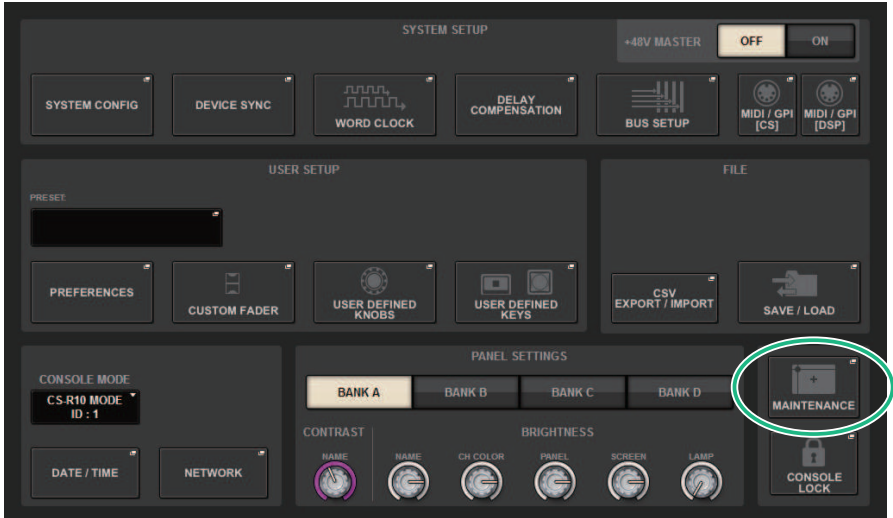 SYSTEM SETUP
+48V MASTER
OFF
ON
SYSTEM CONFIG
DEVICE SYNC
WORD CLOCK
DELAY
COMPENSATION
BUS SETUP
MIDI / GPI
[CS]
MIDI / GPI
[DSP]
USER SETUP
PRESET:
PREFERENCES
CUSTOM FADER
USER DEFINED
KNOBS
USER DEFINED
KEYS
FILE
CSV
EXPORT / IMPORT
SAVE / LOAD
CONSOLE MODE
CS-R10 MODE
ID : 1
DATE / TIME
NETWORK
PANEL SETTINGS
BANK A
BANK B
BANK C
BANK D
CONTRAST
BRIGHTNESS
NAME
NAME
CH COLOR
PANEL
SCREEN
LAMP
MAINTENANCE
CONSOLE
LOCK